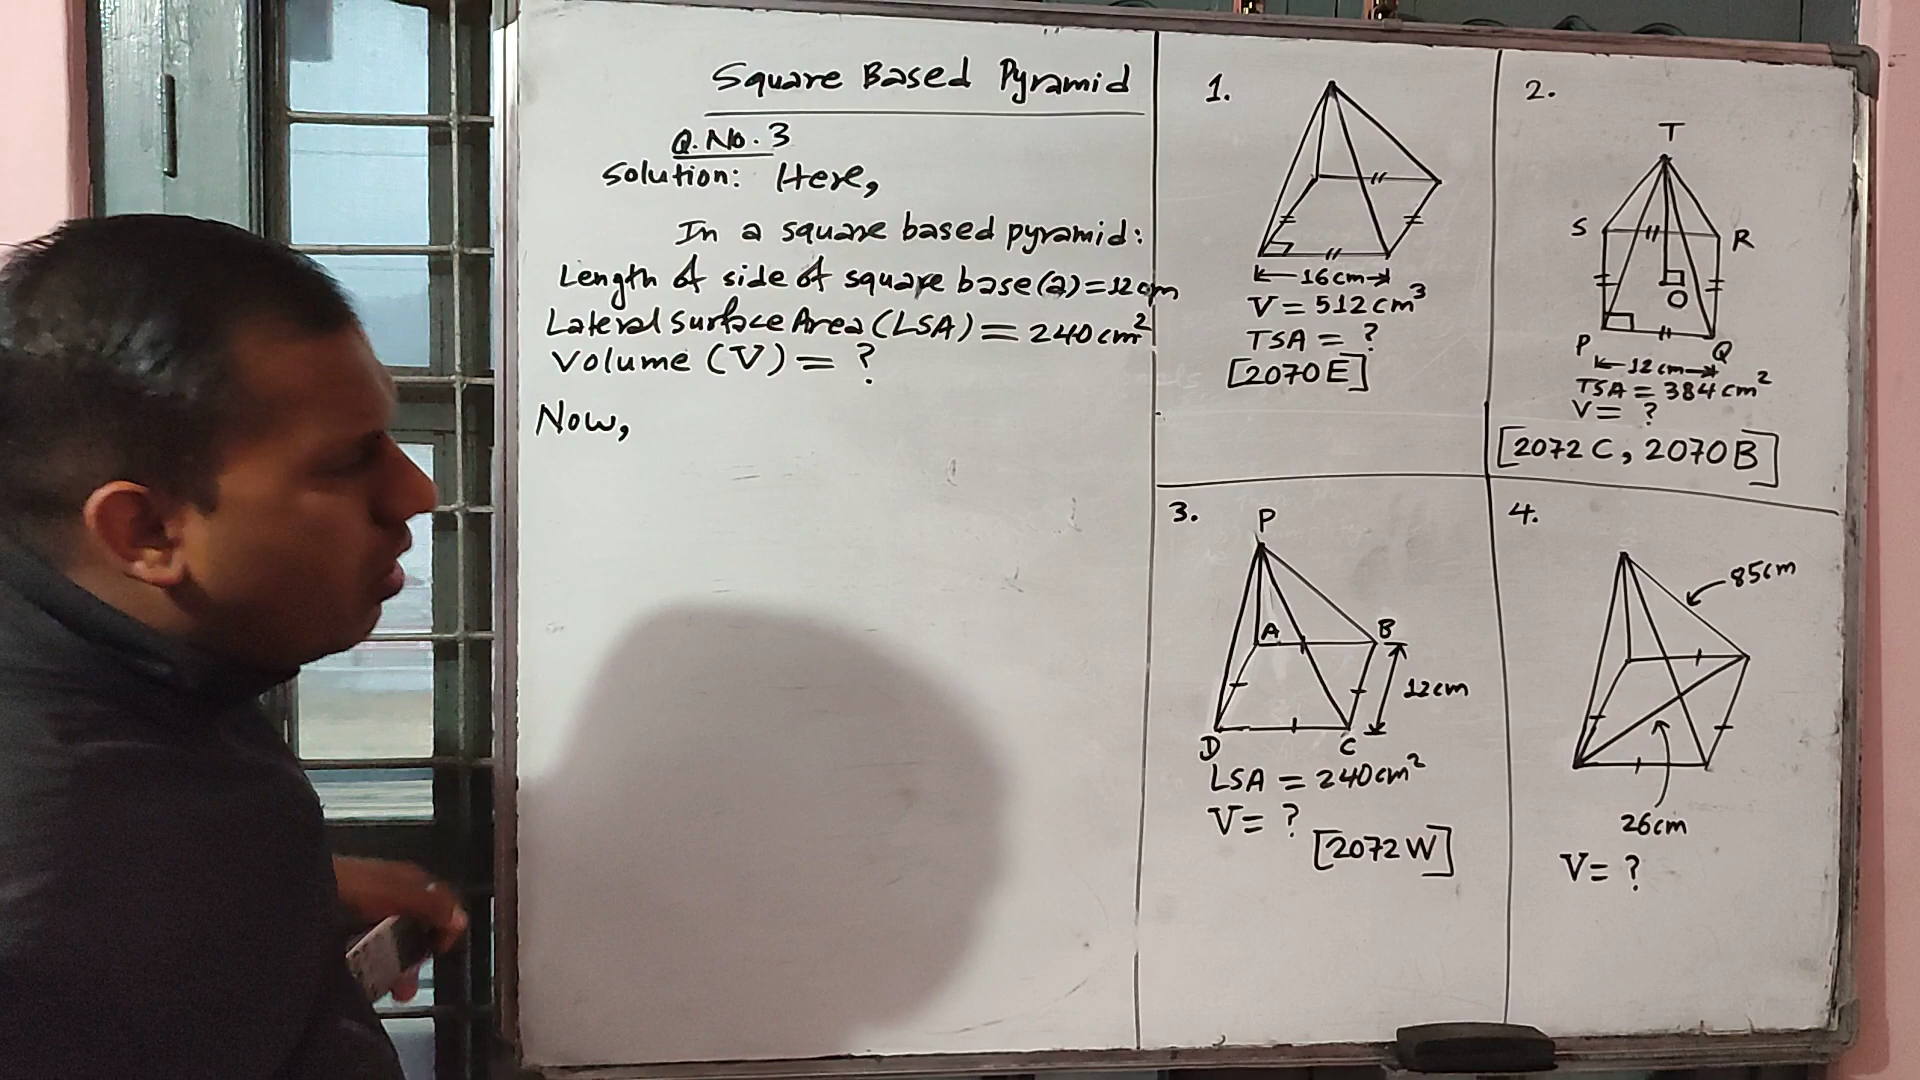 Square Based Pyramid
Q. No. 3
Solution: Here,
In a square based pyramid:
Length of side of square base (a) = 12 cm
Lateral Surface Area (LSA) = 240 cm²
Volume (V) = ?
Now,
1.
16cm
V = 512 cm³
TSA = ?
[2070 E]
2.
T
S
R
O
P
Q
12 cm
TSA = 384 cm²
V = ?
[2072 C, 2070 B]
3.
P
A
B
12cm
D
C
LSA = 240 cm²
V = ?
[2072 W]
4.
85cm
26cm
V = ?